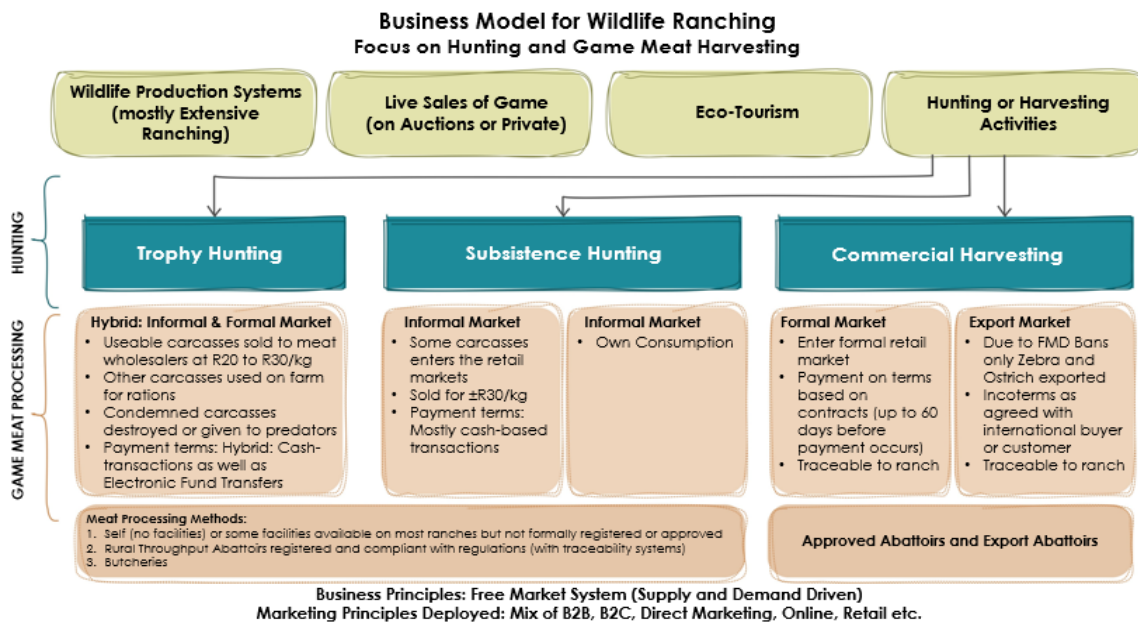 Business Model for Wildlife Ranching
Focus on Hunting and Game Meat Harvesting
Wildlife Production Systems
(mostly Extensive
Ranching)
Live Sales of Game
(on Auctions or Private)
Eco-Tourism
Hunting or Harvesting
Activities
HUNTING
Trophy Hunting
Subsistence Hunting
Commercial Harvesting
GAME MEAT PROCESSING
Hybrid: Informal & Formal Market
• Useable carcasses sold to meat
wholesalers at R20 to R30/kg
• Other carcasses used on farm
for rations
• Condemned carcasses
destroyed or given to predators
• Payment terms: Hybrid: Cash-
transactions as well as
Electronic Fund Transfers
Informal Market
• Some carcasses
enters the retail
markets
• Sold for ±R30/kg
• Payment terms:
Mostly cash-based
transactions
Informal Market
• Own Consumption
Formal Market
• Enter formal retail
market
• Payment on terms
based on
contracts (up to 60
days before
payment occurs)
• Traceable to ranch
Export Market
• Due to FMD Bans
only Zebra and
Ostrich exported
• Incoterms as
agreed with
international buyer
or customer
• Traceable to ranch
Meat Processing Methods:
1. Self (no facilities) or some facilities available on most ranches but not formally registered or approved
2. Rural Throughput Abattoirs registered and compliant with regulations (with traceability systems)
3. Butcheries
Approved Abattoirs and Export Abattoirs
Business Principles: Free Market System (Supply and Demand Driven)
Marketing Principles Deployed: Mix of B2B, B2C, Direct Marketing, Online, Retail etc.